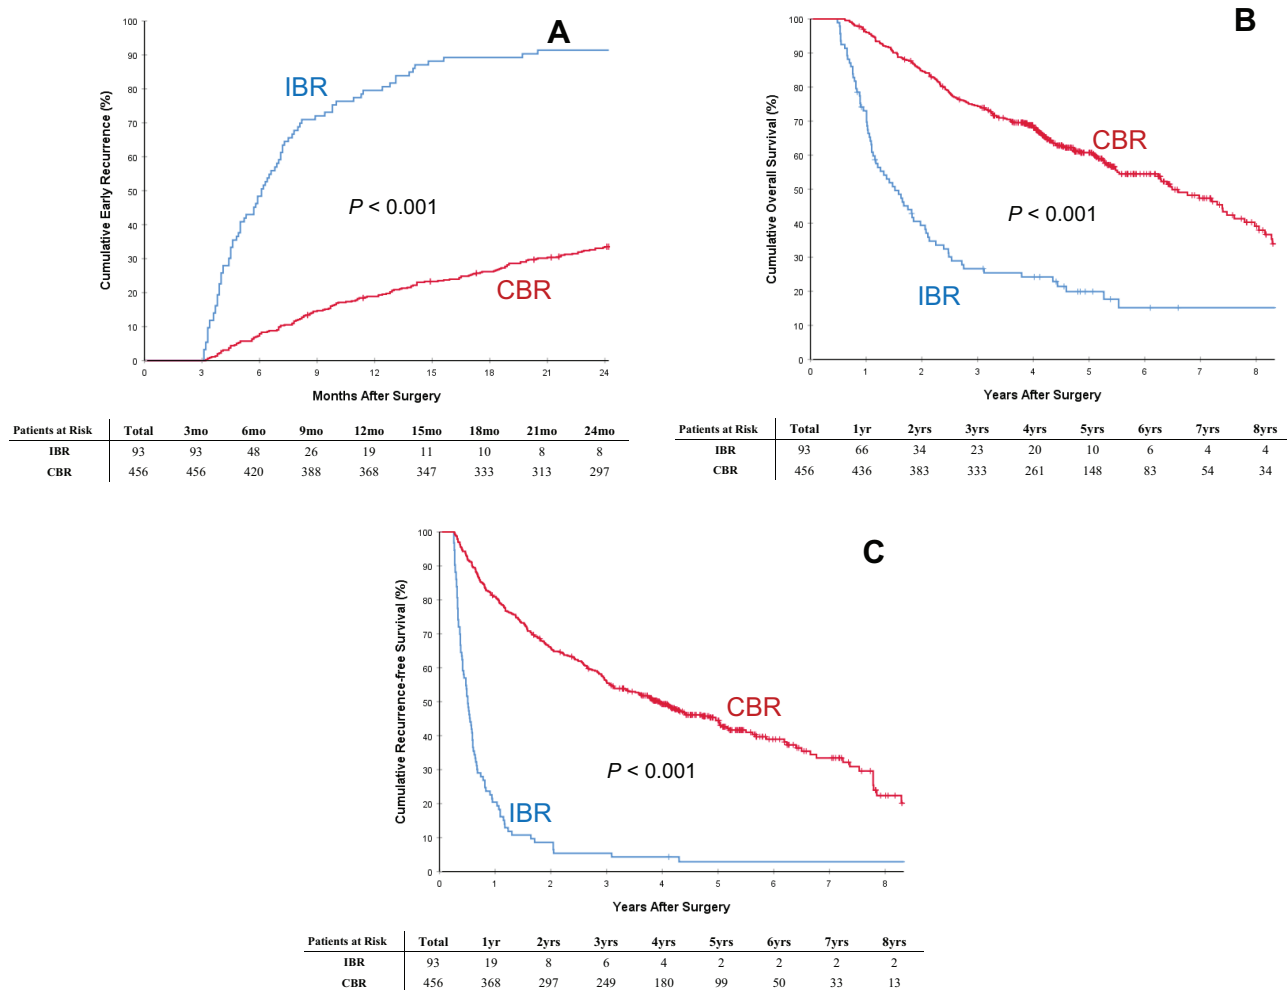 A
100
90
80
70
60
50
40
30
20
10
0
Cumulative Early Recurrence (%)
IBR
P < 0.001
CBR
0 3 6 9 12 15 18 21 24
Months After Surgery
Patients at Risk Total 3mo 6mo 9mo 12mo 15mo 18mo 21mo 24mo
IBR 93 93 48 26 19 11 10 8 8
CBR 456 456 420 388 368 347 333 313 297
B
100
90
80
70
60
50
40
30
20
10
0
Cumulative Overall Survival (%)
CBR
P < 0.001
IBR
0 1 2 3 4 5 6 7 8
Years After Surgery
Patients at Risk Total 1yr 2yrs 3yrs 4yrs 5yrs 6yrs 7yrs 8yrs
IBR 93 66 34 23 20 10 6 4 4
CBR 456 436 383 333 261 148 83 54 34
C
100
90
80
70
60
50
40
30
20
10
0
Cumulative Recurrence-free Survival (%)
CBR
P < 0.001
IBR
0 1 2 3 4 5 6 7 8
Years After Surgery
Patients at Risk Total 1yr 2yrs 3yrs 4yrs 5yrs 6yrs 7yrs 8yrs
IBR 93 19 8 6 4 2 2 2 2
CBR 456 368 297 249 180 99 50 33 13